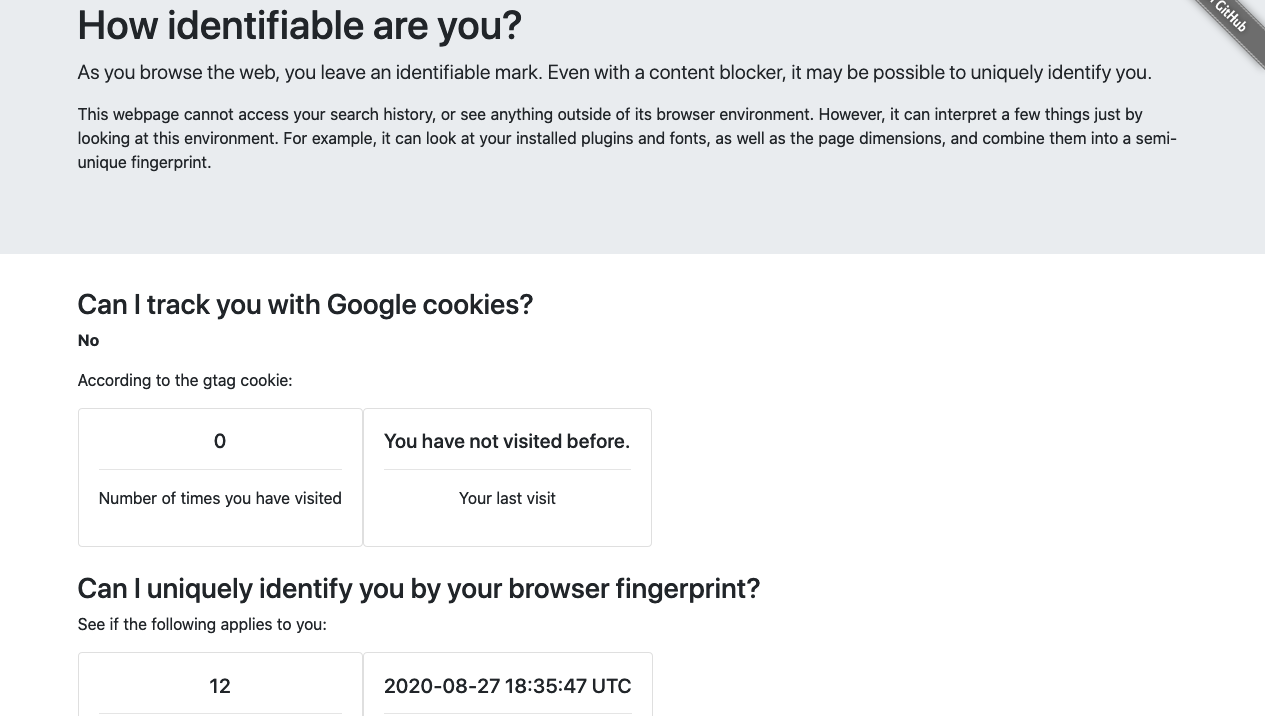 GitHub
How identifiable are you?
As you browse the web, you leave an identifiable mark. Even with a content blocker, it may be possible to uniquely identify you.
This webpage cannot access your search history, or see anything outside of its browser environment. However, it can interpret a few things just by
looking at this environment. For example, it can look at your installed plugins and fonts, as well as the page dimensions, and combine them into a semi-
unique fingerprint.
Can I track you with Google cookies?
No
According to the gtag cookie:
0
Number of times you have visited
You have not visited before.
Your last visit
Can I uniquely identify you by your browser fingerprint?
See if the following applies to you:
12
2020-08-27 18:35:47 UTC